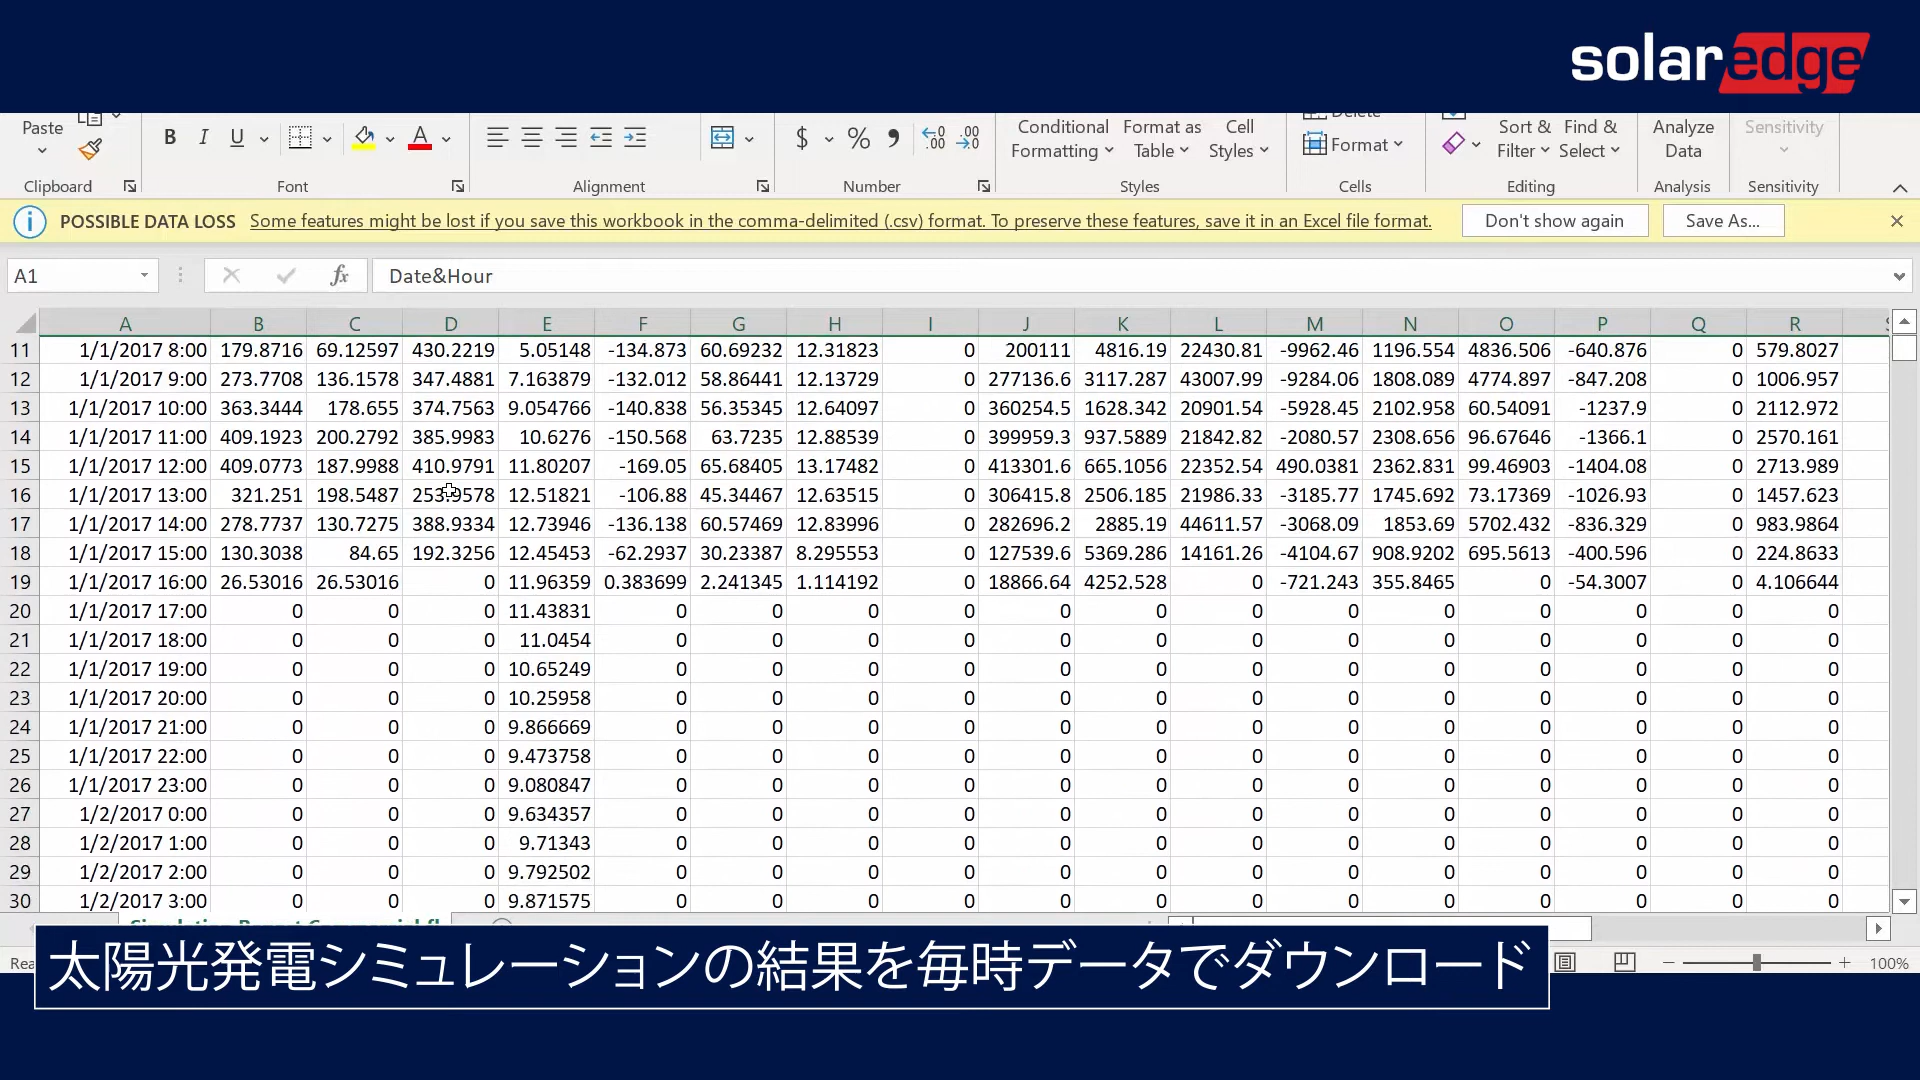 solaredge
Paste
B I U
A
$ % 9 .00 .00
Conditional Formatting
Format as Table
Cell Styles
Format
Sort & Filter
Find & Select
Analyze Data
Sensitivity
Clipboard Font Alignment Number Styles Cells Editing Analysis Sensitivity
POSSIBLE DATA LOSS Some features might be lost if you save this workbook in the comma-delimited (.csv) format. To preserve these features, save it in an Excel file format. Don't show again Save As...
A1 fx Date&Hour
A B C D E F G H I J K L M N O P Q R
11 1/1/2017 8:00 179.8716 69.12597 430.2219 5.05148 -134.873 60.69232 12.31823 0 200111 4816.19 22430.81 -9962.46 1196.554 4836.506 -640.876 0 579.8027
12 1/1/2017 9:00 273.7708 136.1578 347.4881 7.163879 -132.012 58.86441 12.13729 0 277136.6 3117.287 43007.99 -9284.06 1808.089 4774.897 -847.208 0 1006.957
13 1/1/2017 10:00 363.3444 178.655 374.7563 9.054766 -140.838 56.35345 12.64097 0 360254.5 1628.342 20901.54 -5928.45 2102.958 60.54091 -1237.9 0 2112.972
14 1/1/2017 11:00 409.1923 200.2792 385.9983 10.6276 -150.568 63.7235 12.88539 0 399959.3 937.5889 21842.82 -2080.57 2308.656 96.67646 -1366.1 0 2570.161
15 1/1/2017 12:00 409.0773 187.9988 410.9791 11.80207 -169.05 65.68405 13.17482 0 413301.6 665.1056 22352.54 490.0381 2362.831 99.46903 -1404.08 0 2713.989
16 1/1/2017 13:00 321.251 198.5487 12.51821 -106.88 45.34467 12.63515 0 306415.8 2506.185 21986.33 -3185.77 1745.692 73.17369 -1026.93 0 1457.623
17 1/1/2017 14:00 278.7737 130.7275 388.9334 12.73946 -136.138 60.57469 12.83996 0 282696.2 2885.19 44611.57 -3068.09 1853.69 5702.432 -836.329 0 983.9864
18 1/1/2017 15:00 130.3038 84.65 192.3256 12.45453 -62.2937 30.23387 8.295553 0 127539.6 5369.286 14161.26 -4104.67 908.9202 695.5613 -400.596 0 224.8633
19 1/1/2017 16:00 26.53016 26.53016 0 11.96359 0.383699 2.241345 1.114192 0 18866.64 4252.528 0 -721.243 355.8465 0 -54.3007 0 4.106644
20 1/1/2017 17:00 0 0 0 11.43831 0 0 0 0 0 0 0 0 0 0 0 0 0
21 1/1/2017 18:00 0 0 0 11.0454 0 0 0 0 0 0 0 0 0 0 0 0 0
22 1/1/2017 19:00 0 0 0 10.65249 0 0 0 0 0 0 0 0 0 0 0 0 0
23 1/1/2017 20:00 0 0 0 10.25958 0 0 0 0 0 0 0 0 0 0 0 0 0
24 1/1/2017 21:00 0 0 0 9.866669 0 0 0 0 0 0 0 0 0 0 0 0 0
25 1/1/2017 22:00 0 0 0 9.473758 0 0 0 0 0 0 0 0 0 0 0 0 0
26 1/1/2017 23:00 0 0 0 9.080847 0 0 0 0 0 0 0 0 0 0 0 0 0
27 1/2/2017 0:00 0 0 0 9.634357 0 0 0 0 0 0 0 0 0 0 0 0 0
28 1/2/2017 1:00 0 0 0 9.71343 0 0 0 0 0 0 0 0 0 0 0 0 0
29 1/2/2017 2:00 0 0 0 9.792502 0 0 0 0 0 0 0 0 0 0 0 0 0
30 1/2/2017 3:00 0 0 0 9.871575 0 0 0 0 0 0 0 0 0 0 0 0 0
太陽光発電シミュレーションの結果を毎時データでダウンロード
100%